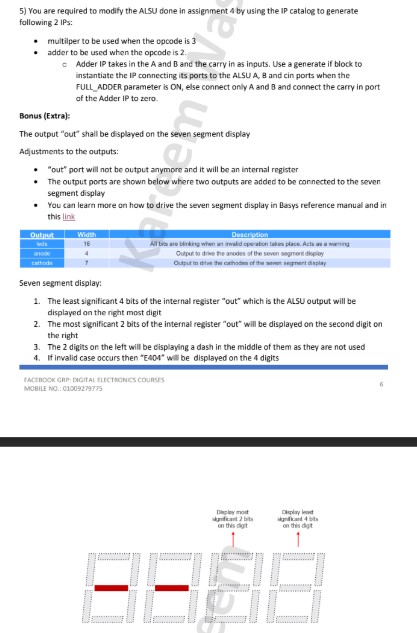 5) You are required to modify the ALSU done in assignment 4 by using the IP catalog to generate
following 2 IPs:
• multilper to be used when the opcode is 3
• adder to be used when the opcode is 2.
o Adder IP takes in the A and B and the carry in as inputs. Use a generate if block to
instantiate the IP connecting its ports to the ALSU A, B and cin ports when the
FULL_ADDER parameter is ON, else connect only A and B and connect the carry in port
of the Adder IP to zero.
Bonus (Extra):
The output "out" shall be displayed on the seven segment display
Adjustments to the outputs:
• "out" port will not be output anymore and it will be an internal register
• The output ports are shown below where two outputs are added to be connected to the seven
segment display
• You can learn more on how to drive the seven segment display in Basys reference manual and in
this link
Output Width Description
leds 16 All bits are blinking when an invalid operation takes place. Acts as a warning
anode 4 Output to drive the anodes of the seven segment display
cathode 7 Output to drive the cathodes of the seven segment display
Seven segment display:
1. The least significant 4 bits of the internal register "out" which is the ALSU output will be
displayed on the right most digit
2. The most significant 2 bits of the internal register "out" will be displayed on the second digit on
the right
3. The 2 digits on the left will be displaying a dash in the middle of them as they are not used
4. If invalid case occurs then "E404" will be displayed on the 4 digits
FACEBOOK GRP: DIGITAL ELECTRONICS COURSES
MOBILE NO.: 01009279775
6
Display most
significant 2 bits
on this digit
Display least
significant 4 bits
on this digit
Kareem Was
eem